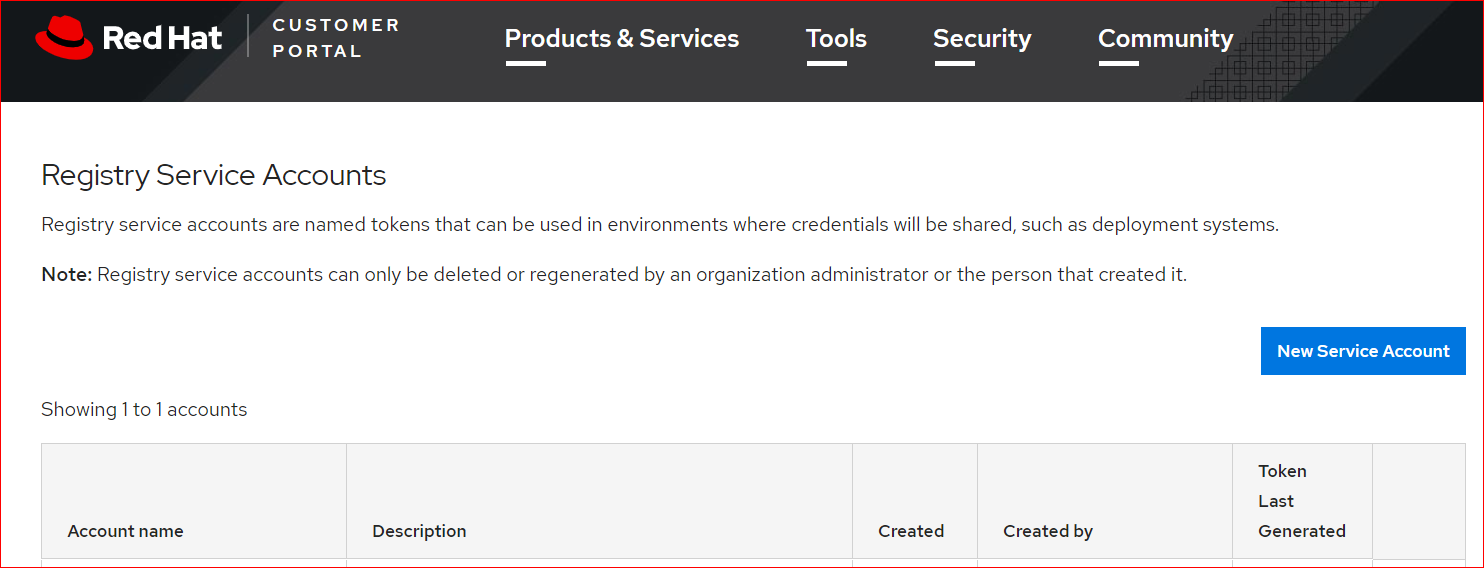 Red Hat
CUSTOMER
PORTAL
Products & Services
Tools
Security
Community
Registry Service Accounts
Registry service accounts are named tokens that can be used in environments where credentials will be shared, such as deployment systems.
Note: Registry service accounts can only be deleted or regenerated by an organization administrator or the person that created it.
New Service Account
Showing 1 to 1 accounts
Account name
Description
Created
Created by
Token
Last
Generated